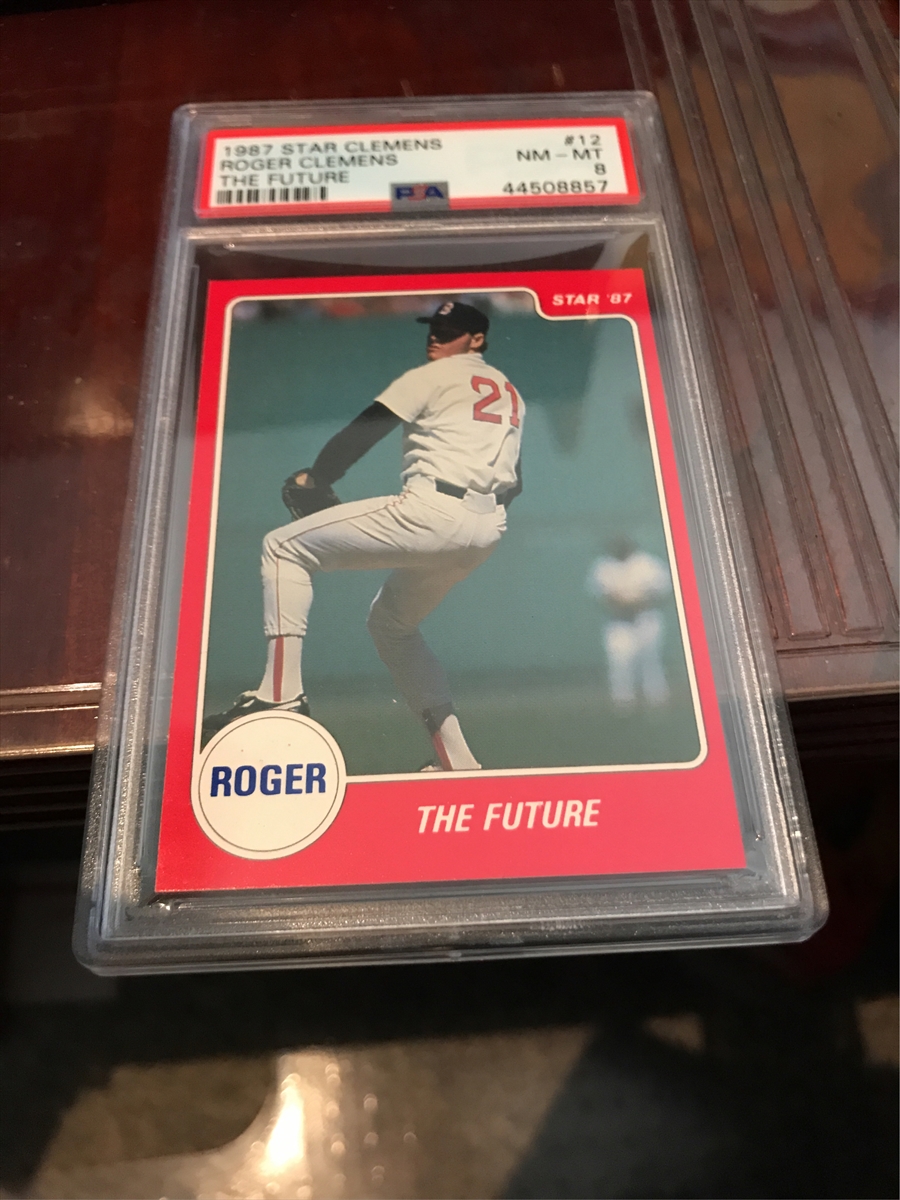 1987 STAR CLEMENS #12
ROGER CLEMENS NM - MT
THE FUTURE 8
PSA 44508857
STAR '87
B
21
ROGER
THE FUTURE